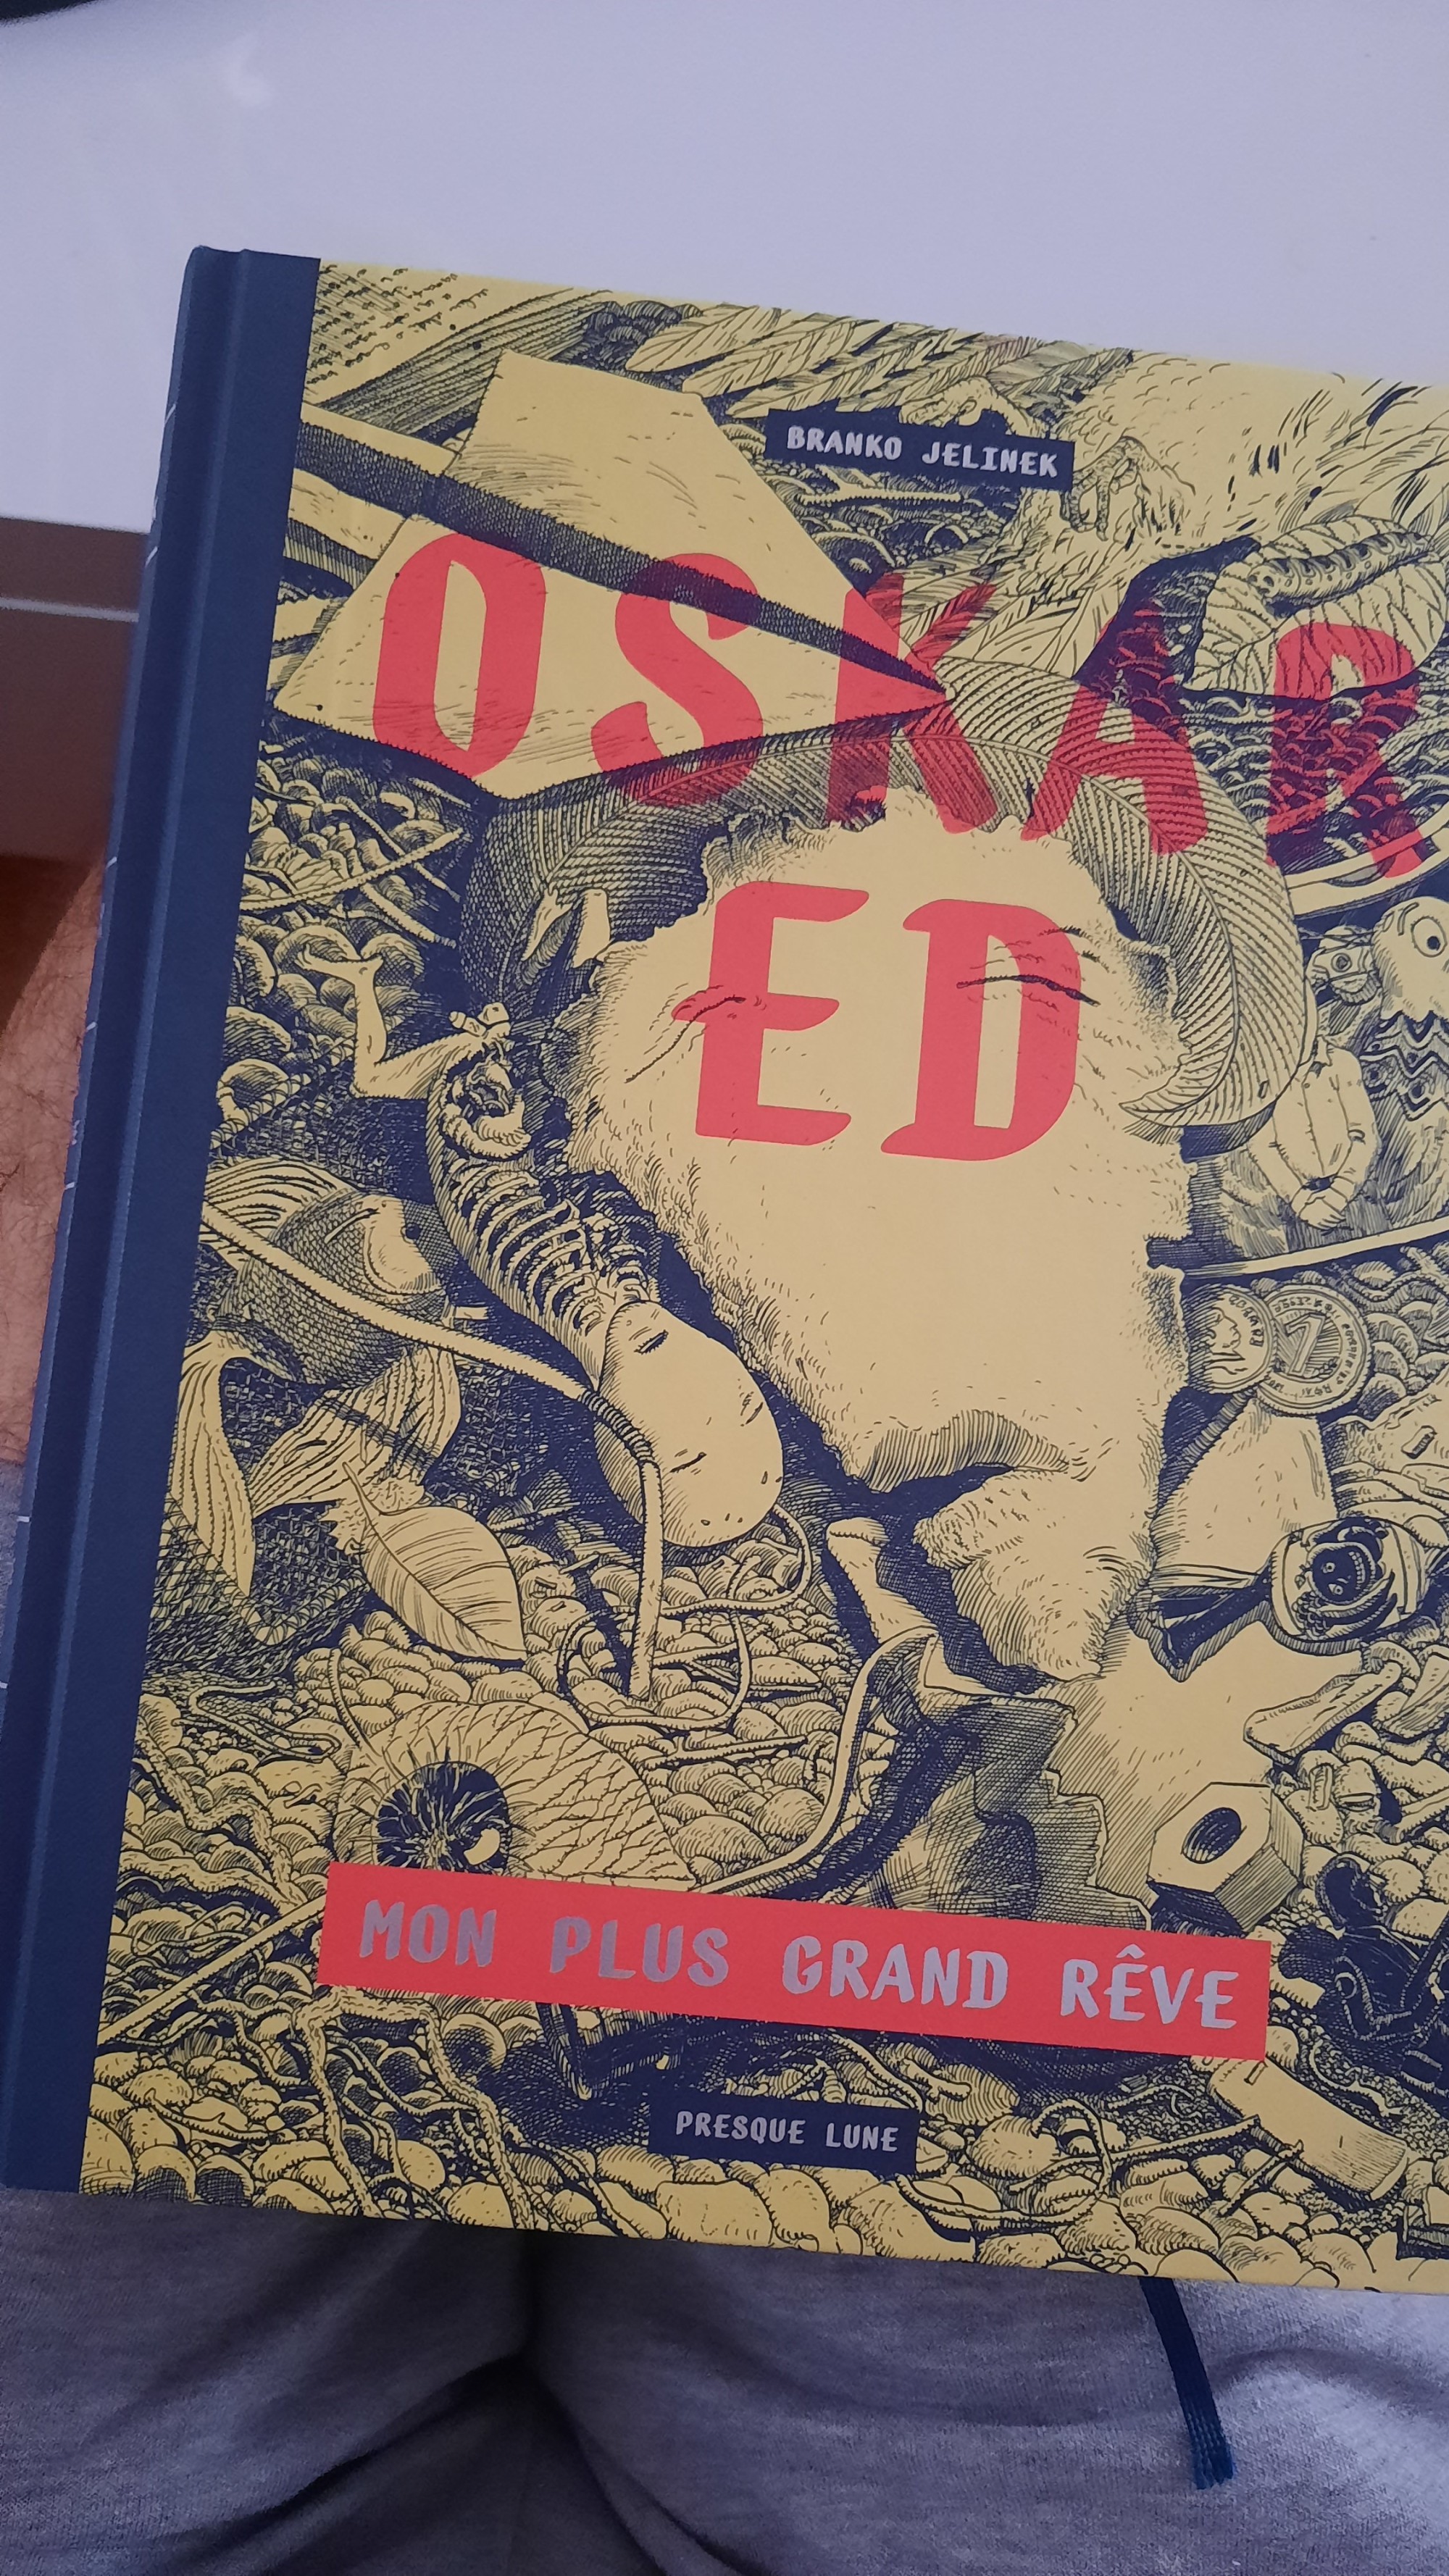 BRANKO JELINEK
OSKAR
ED
MON PLUS GRAND RÊVE
PRESQUE LUNE